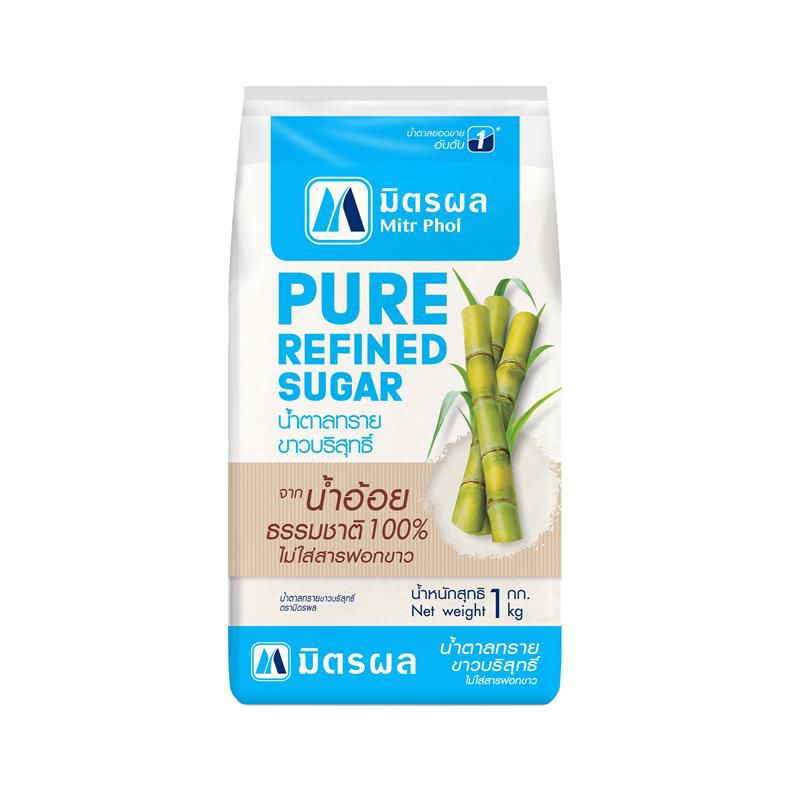 น้ำตาลยอดขาย
อันดับ 1*
มิตรผล
Mitr Phol
PURE
REFINED
SUGAR
น้ำตาลทราย
ขาวบริสุทธิ์
จาก น้ำอ้อย
ธรรมชาติ 100%
ไม่ใส่สารฟอกขาว
น้ำตาลทรายขาวบริสุทธิ์
ตรามิตรผล
น้ำหนักสุทธิ 1 กก.
Net weight 1 kg
มิตรผล
น้ำตาลทราย
ขาวบริสุทธิ์
ไม่ใส่สารฟอกขาว